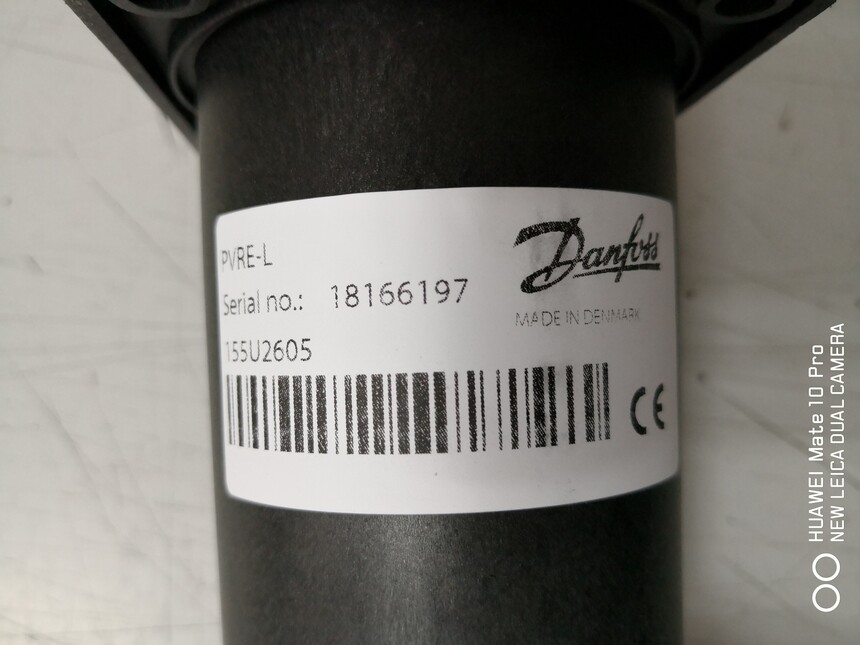 PVRE-L
Serial no.: 18166197
155U2605
Danfoss
MADE IN DENMARK
CE
HUAWEI Mate 10 Pro
NEW LEICA DUAL CAMERA